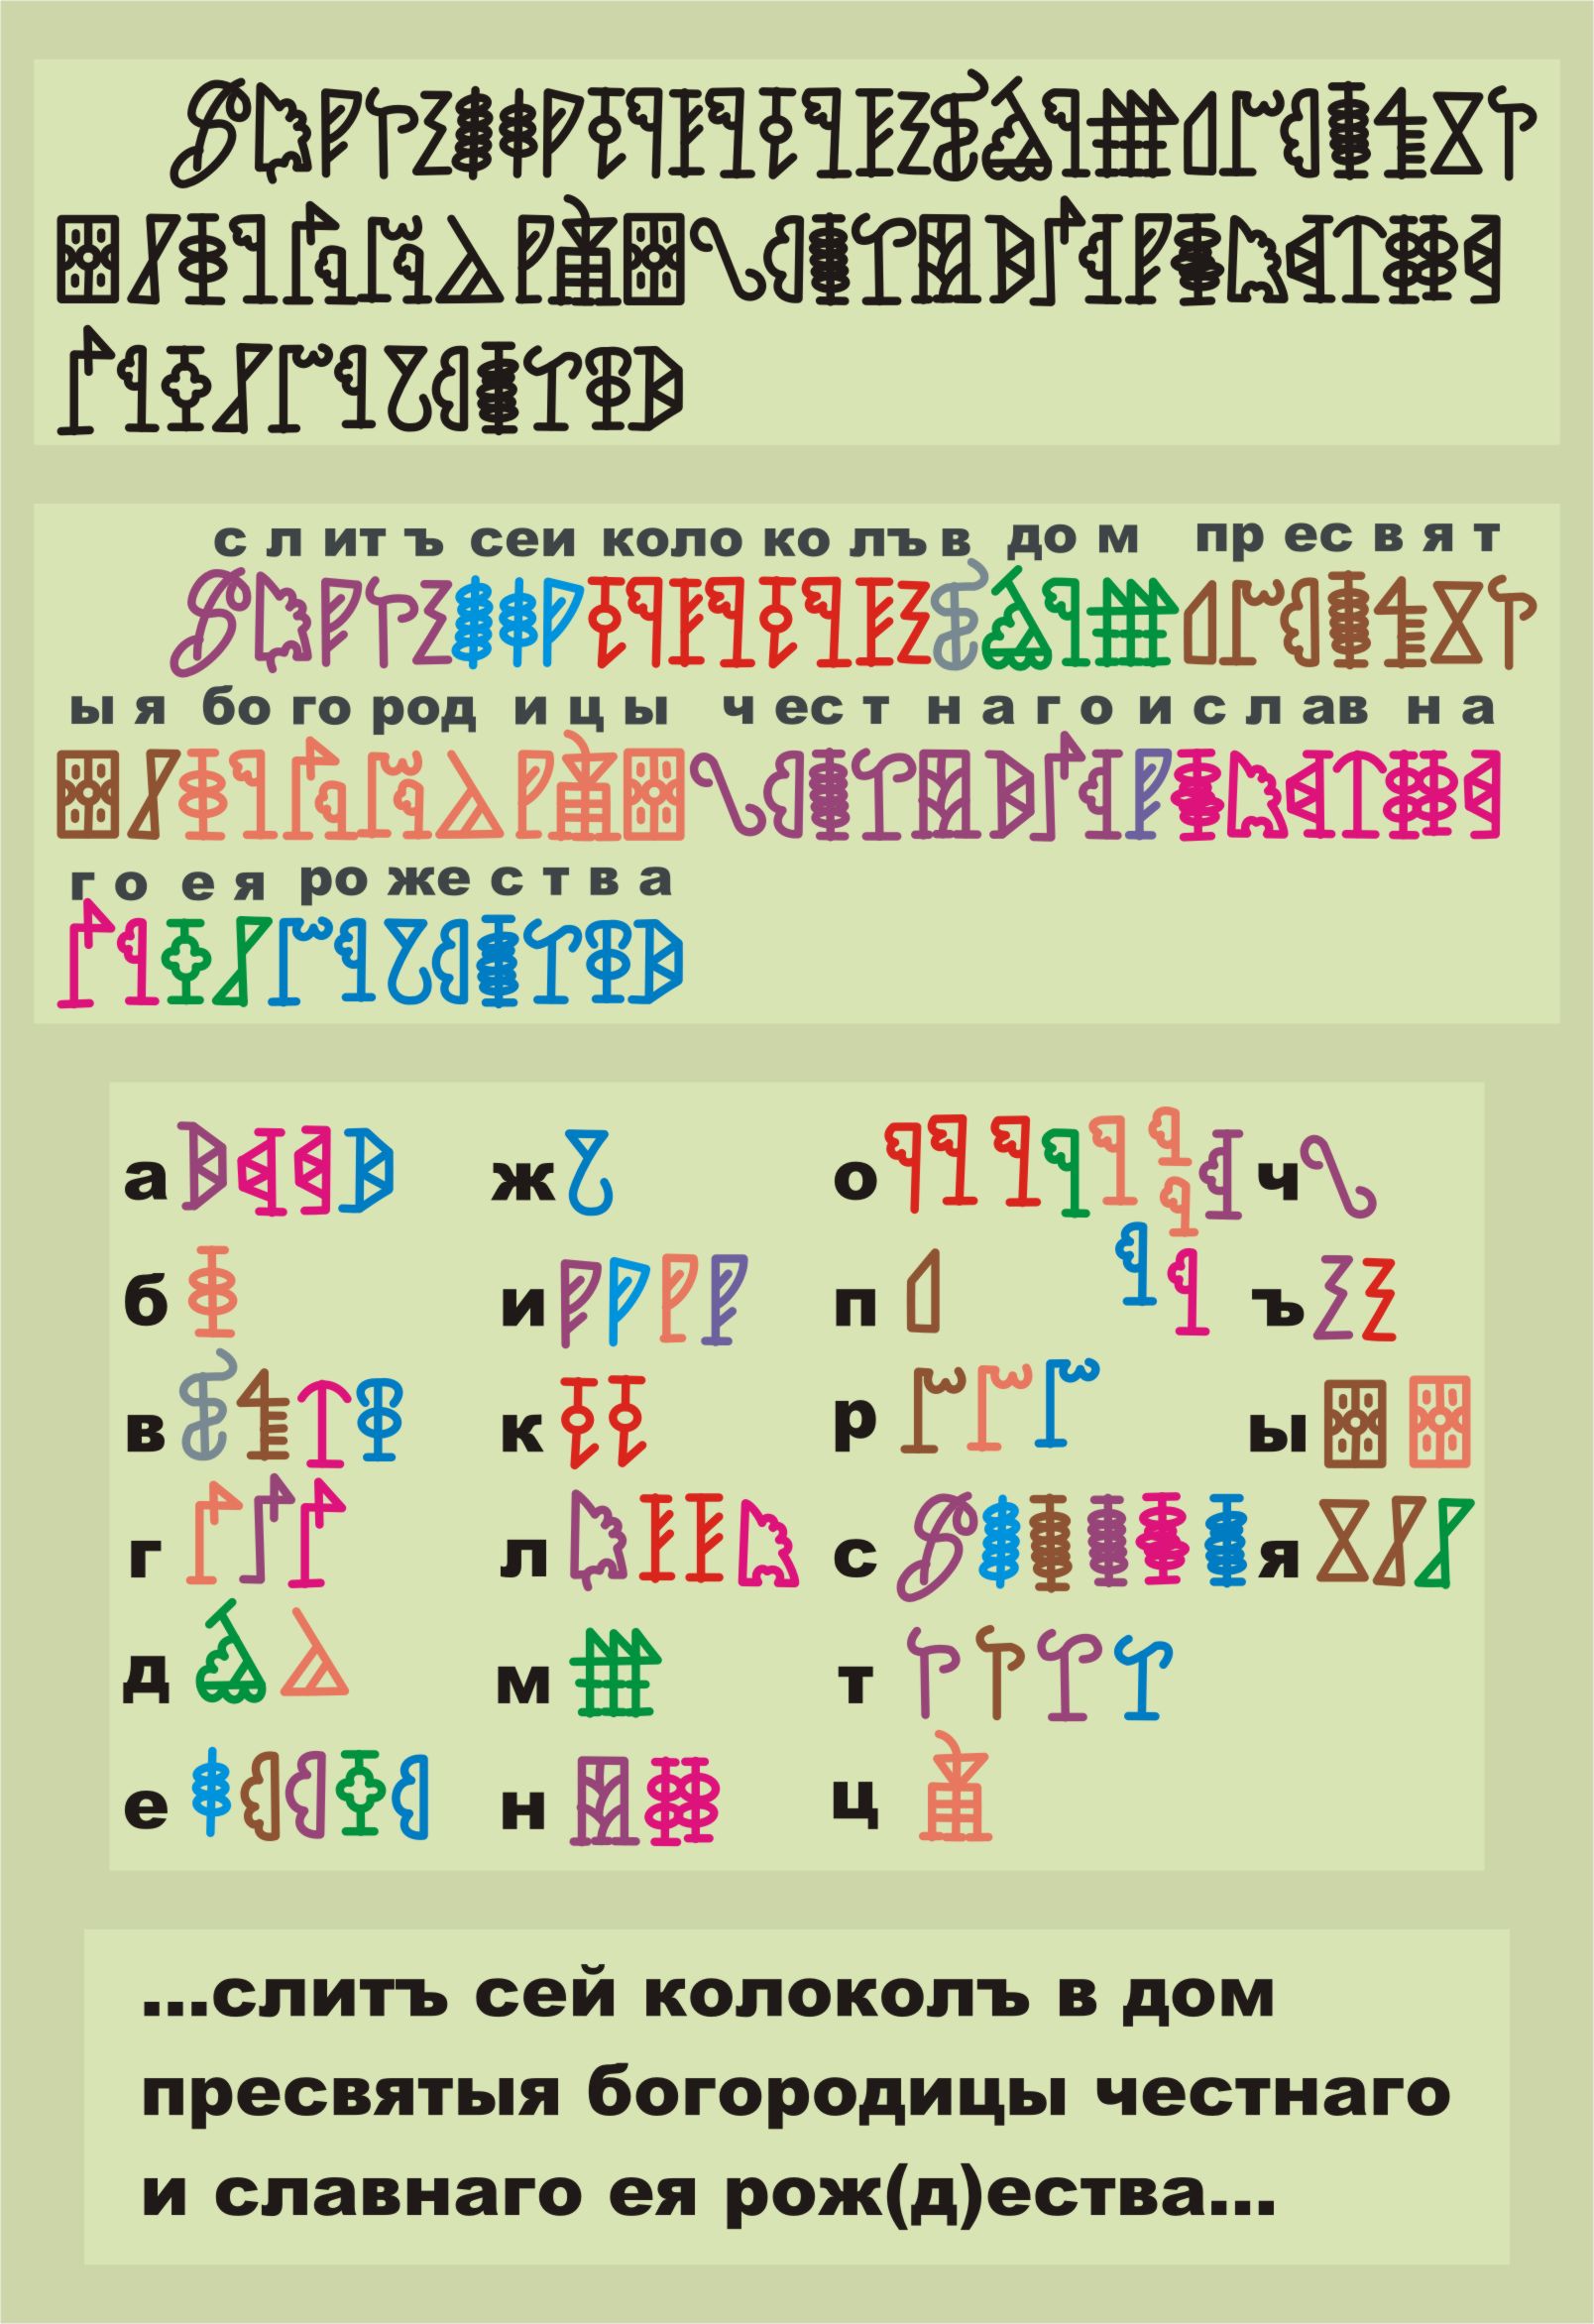 с л ит ъ сеи коло ко лъ в до м пр ес в я т
ы я бо го род и ц ы ч ес т н а г о и с л ав н а
г о е я ро же с т в а
а ж о ч
б и п ъ
в к р ы
г л с я
д м т
е н ц
...слитъ сей колоколъ в дом
пресвятыя богородицы честнаго
и славнаго ея рож(д)ества...